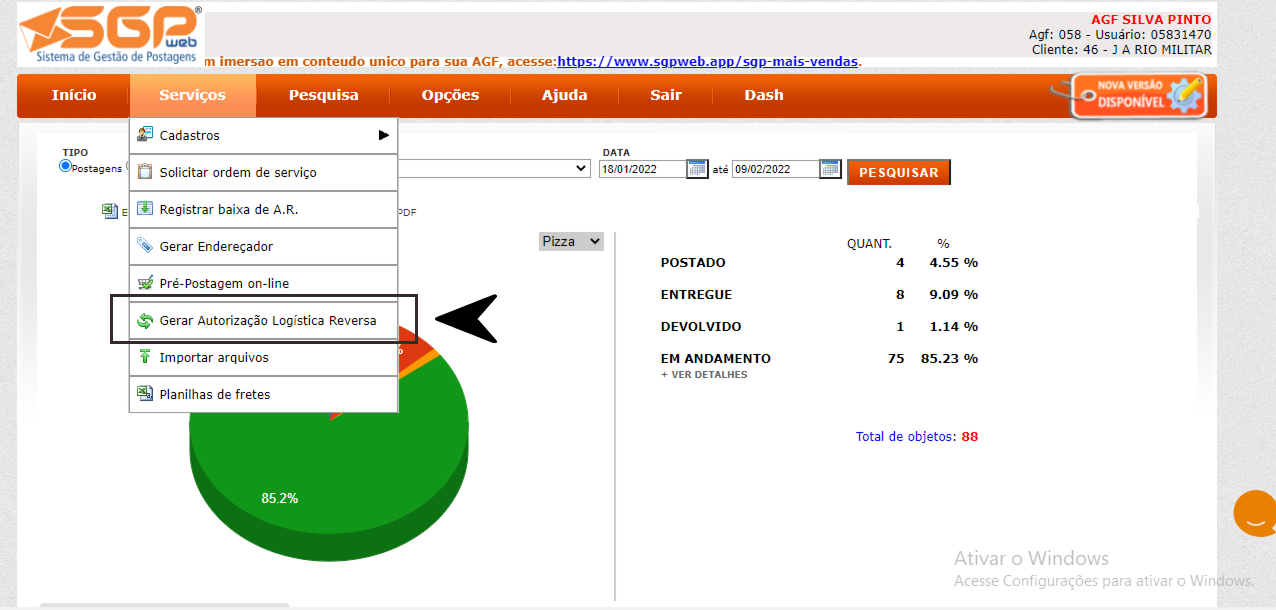 SGP®
web
Sistema de Gestão de Postagens
AGF SILVA PINTO
Agf: 058 - Usuário: 05831470
Cliente: 46 - J A RIO MILITAR
m imersao em conteudo unico para sua AGF, acesse:https://www.sgpweb.app/sgp-mais-vendas.
Início Serviços Pesquisa Opções Ajuda Sair Dash
NOVA VERSÃO
DISPONÍVEL
Cadastros
Solicitar ordem de serviço
Registrar baixa de A.R.
Gerar Endereçador
Pré-Postagem on-line
Gerar Autorização Logística Reversa
Importar arquivos
Planilhas de fretes
TIPO
Postagens
DATA
18/01/2022 até 09/02/2022 PESQUISAR
PDF
Pizza
QUANT. %
POSTADO 4 4.55 %
ENTREGUE 8 9.09 %
DEVOLVIDO 1 1.14 %
EM ANDAMENTO 75 85.23 %
+ VER DETALHES
Total de objetos: 88
85.2%
Ativar o Windows
Acesse Configurações para ativar o Windows.